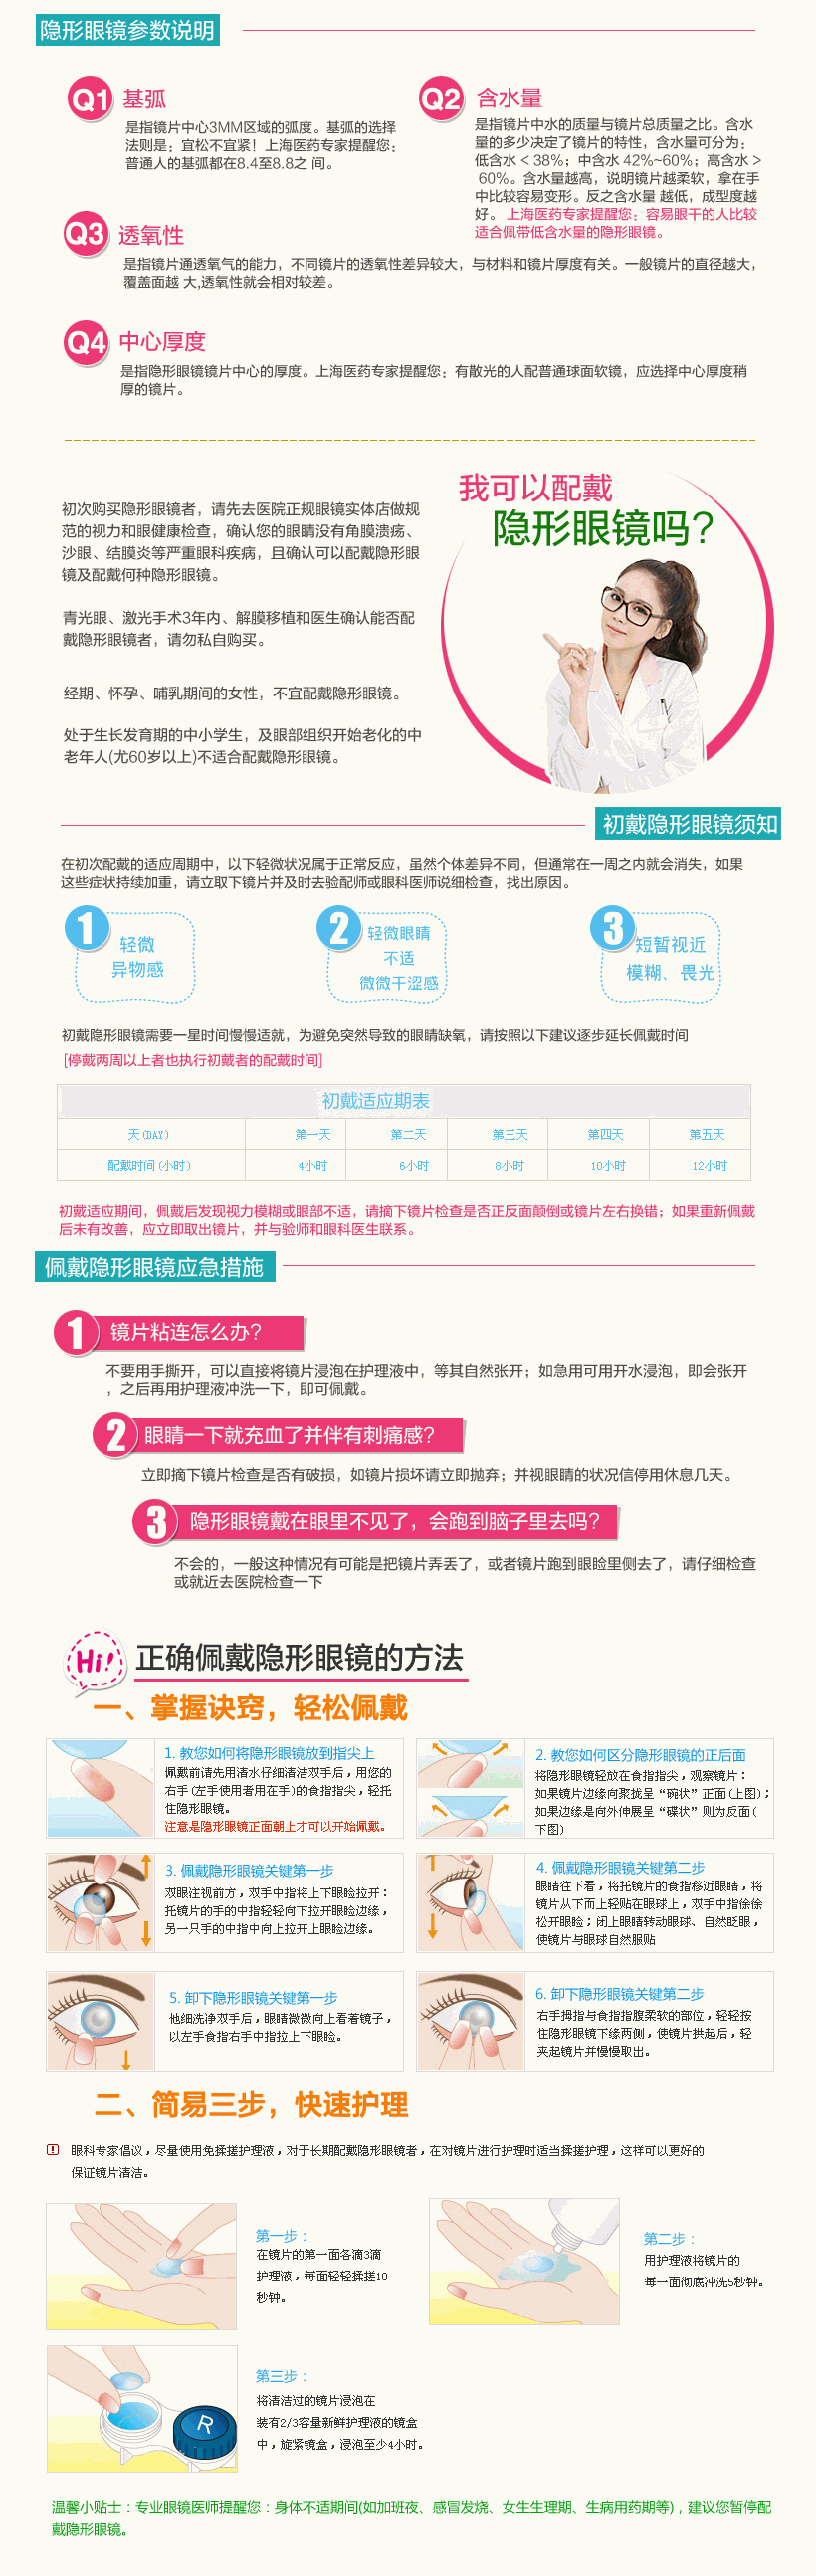 隐形眼镜参数说明
Q1 基弧
是指镜片中心3MM区域的弧度。基弧的选择
法则是：宜松不宜紧！上海医药专家提醒您：
普通人的基弧都在8.4至8.8之 间。
Q2 含水量
是指镜片中水的质量与镜片总质量之比。含水
量的多少决定了镜片的特性，含水量可分为：
低含水 < 38%；中含水 42%~60%；高含水 >
60%。含水量越高，说明镜片越柔软，拿在手
中比较容易变形。反之含水量 越低，成型度越
好。 上海医药专家提醒您：容易眼干的人比较
适合佩带低含水量的隐形眼镜。
Q3 透氧性
是指镜片通透氧气的能力，不同镜片的透氧性差异较大，与材料和镜片厚度有关。一般镜片的直径越大，
覆盖面越 大,透氧性就会相对较差。
Q4 中心厚度
是指隐形眼镜镜片中心的厚度。上海医药专家提醒您：有散光的人配普通球面软镜，应选择中心厚度稍
厚的镜片。
我可以配戴
隐形眼镜吗?
初次购买隐形眼镜者，请先去医院正规眼镜实体店做规
范的视力和眼健康检查，确认您的眼睛没有角膜溃疡、
沙眼、结膜炎等严重眼科疾病，且确认可以配戴隐形眼
镜及配戴何种隐形眼镜。
青光眼、激光手术3年内、解膜移植和医生确认能否配
戴隐形眼镜者，请勿私自购买。
经期、怀孕、哺乳期间的女性，不宜配戴隐形眼镜。
处于生长发育期的中小学生，及眼部组织开始老化的中
老年人(尤60岁以上)不适合配戴隐形眼镜。
初戴隐形眼镜须知
在初次配戴的适应周期中，以下轻微状况属于正常反应，虽然个体差异不同，但通常在一周之内就会消失，如果
这些症状持续加重，请立取下镜片并及时去验配师或眼科医师说细检查，找出原因。
1 轻微
异物感
2 轻微眼睛
不适
微微干涩感
3 短暂视近
模糊、畏光
初戴隐形眼镜需要一星时间慢慢适就，为避免突然导致的眼睛缺氧，请按照以下建议逐步延长佩戴时间
[停戴两周以上者也执行初戴者的配戴时间]
初戴适应期表
天(DAY) 第一天 第二天 第三天 第四天 第五天
配戴时间(小时) 4小时 6小时 8小时 10小时 12小时
初戴适应期间，佩戴后发现视力模糊或眼部不适，请摘下镜片检查是否正反面颠倒或镜片左右换错；如果重新佩戴
后未有改善，应立即取出镜片，并与验师和眼科医生联系。
佩戴隐形眼镜应急措施
1 镜片粘连怎么办?
不要用手撕开，可以直接将镜片浸泡在护理液中，等其自然张开；如急用可用开水浸泡，即会张开
，之后再用护理液冲洗一下，即可佩戴。
2 眼睛一下就充血了并伴有刺痛感?
立即摘下镜片检查是否有破损，如镜片损坏请立即抛弃；并视眼睛的状况信停用休息几天。
3 隐形眼镜戴在眼里不见了，会跑到脑子里去吗?
不会的，一般这种情况有可能是把镜片弄丢了，或者镜片跑到眼睑里侧去了，请仔细检查
或就近去医院检查一下
Hi! 正确佩戴隐形眼镜的方法
一、掌握诀窍，轻松佩戴
1. 教您如何将隐形眼镜放到指尖上
佩戴前请先用清水仔细清洁双手后，用您的
右手(左手使用者用在手)的食指指尖，轻托
住隐形眼镜。
注意是隐形眼镜正面朝上才可以开始佩戴。
2. 教您如何区分隐形眼镜的正后面
将隐形眼镜轻放在食指指尖，观察镜片：
如果镜片边缘向聚拢呈“碗状”正面(上图)；
如果边缘是向外伸展呈“碟状”则为反面(
下图)
3. 佩戴隐形眼镜关键第一步
双眼注视前方，双手中指将上下眼睑拉开：
托镜片的手的中指轻轻向下拉开眼睑边缘，
另一只手的中指中向上拉开上眼睑边缘。
4. 佩戴隐形眼镜关键第二步
眼睛往下看，将托镜片的食指移近眼睛，将
镜片从下而上轻贴在眼球上，双手中指徐徐
松开眼睑；闭上眼睛转动眼球、自然眨眼，
使镜片与眼球自然服贴
5. 卸下隐形眼镜关键第一步
他细洗净双手后，眼睛微微向上看着镜子，
以左手食指右手中指拉上下眼睑。
6. 卸下隐形眼镜关键第二步
右手拇指与食指指腹柔软的部位，轻轻按
住隐形眼镜下缘两侧，使镜片拱起后，轻
夹起镜片并慢慢取出。
二、简易三步，快速护理
眼科专家倡议，尽量使用免揉搓护理液，对于长期配戴隐形眼镜者，在对镜片进行护理时适当揉搓护理，这样可以更好的
保证镜片清洁。
第一步：
在镜片的第一面各滴3滴
护理液，每面轻轻揉搓10
秒钟。
第二步：
用护理液将镜片的
每一面彻底冲洗5秒钟。
R
第三步：
将清洁过的镜片浸泡在
装有2/3容量新鲜护理液的镜盒
中，旋紧镜盒，浸泡至少4小时。
温馨小贴士：专业眼镜医师提醒您：身体不适期间(如加班夜、感冒发烧、女生生理期、生病用药期等)，建议您暂停配
戴隐形眼镜。